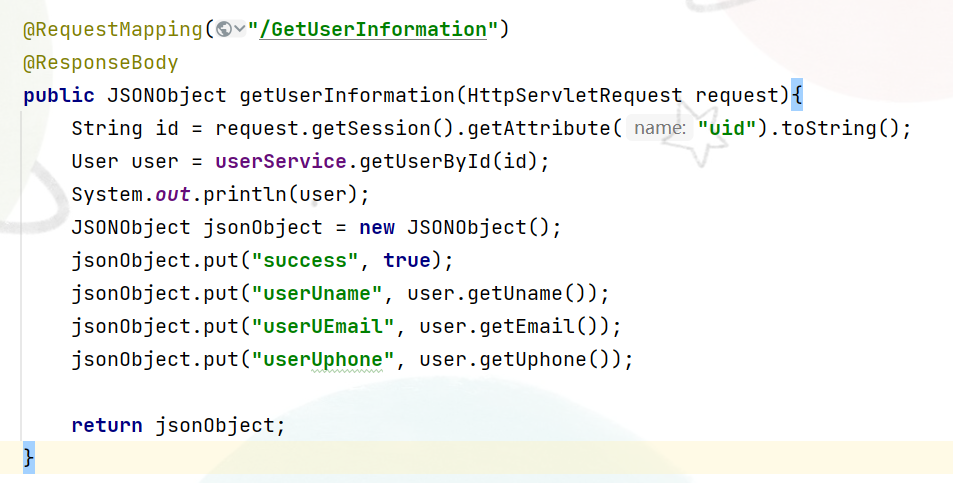 @RequestMapping("/GetUserInformation")
@ResponseBody
public JSONObject getUserInformation(HttpServletRequest request){
    String id = request.getSession().getAttribute( name: "uid").toString();
    User user = userService.getUserById(id);
    System.out.println(user);
    JSONObject jsonObject = new JSONObject();
    jsonObject.put("success", true);
    jsonObject.put("userUname", user.getUname());
    jsonObject.put("userUEmail", user.getEmail());
    jsonObject.put("userUphone", user.getUphone());
    return jsonObject;
}